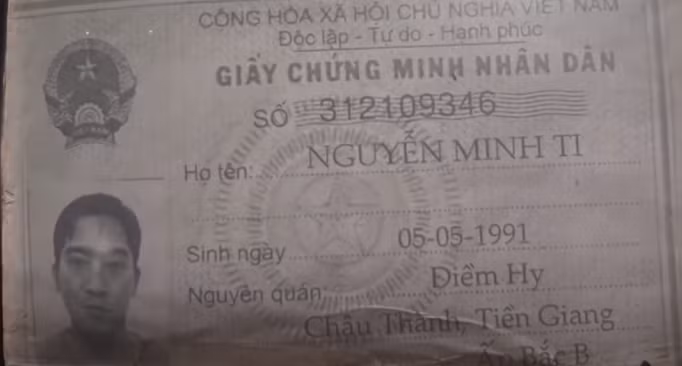 CỘNG HÒA XÃ HỘI CHỦ NGHĨA VIỆT NAM
Độc lập - Tự do - Hạnh phúc
GIẤY CHỨNG MINH NHÂN DÂN
SỐ 312109346
Họ tên: NGUYỄN MINH TI
Sinh ngày 05-05-1991
Nguyên quán: Điềm Hy
Châu Thành, Tiền Giang
Ấp Bắc B